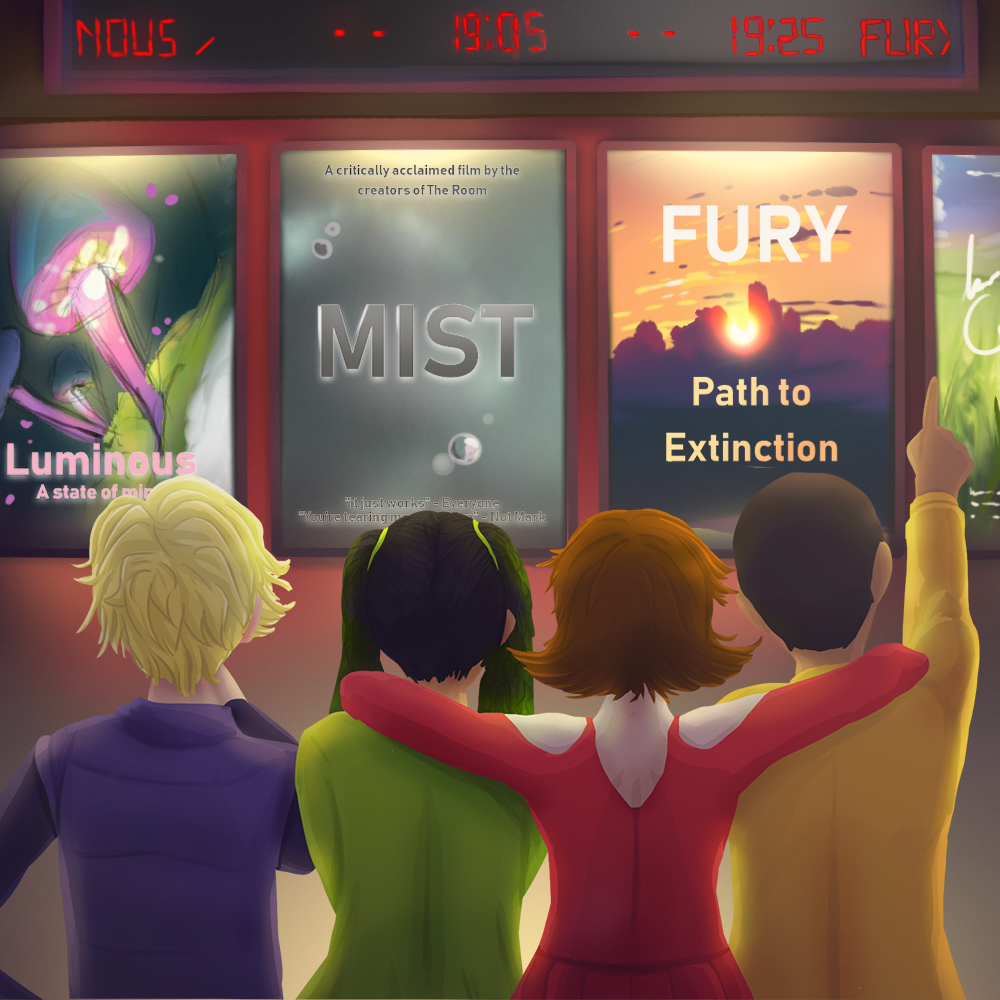 NOUS / -- 19:05 -- 19:25 FURY
Luminous
A state of
A critically acclaimed film by the
creators of The Room
MIST
"It just works" - Everyone
"You're tearing - Not Mark
FURY
Path to
Extinction